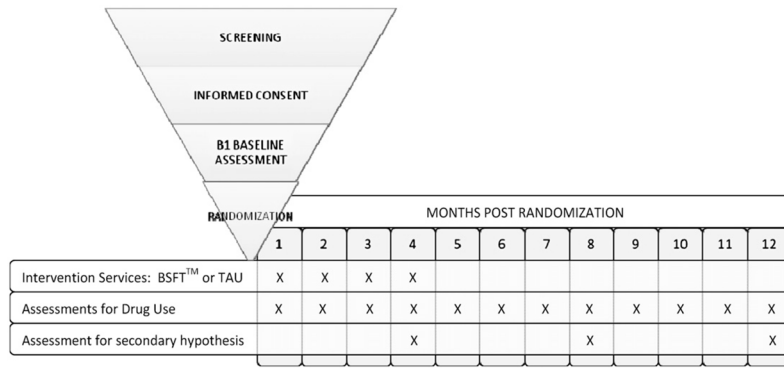 SCREENING
INFORMED CONSENT
B1 BASELINE
ASSESSMENT
RANDOMIZATION
MONTHS POST RANDOMIZATION
1 2 3 4 5 6 7 8 9 10 11 12
Intervention Services: BSFT™ or TAU X X X X
Assessments for Drug Use X X X X X X X X X X X X
Assessment for secondary hypothesis X X X